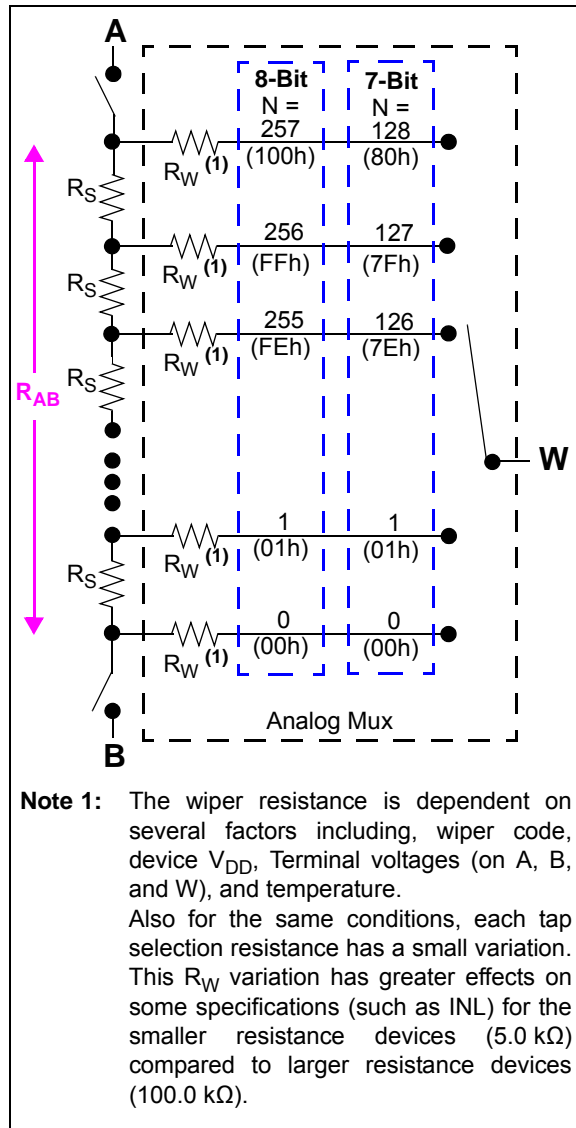 A
8-Bit
N =
7-Bit
N =
257
(100h)
128
(80h)
RW (1)
RS
256
(FFh)
127
(7Fh)
RW (1)
RS
255
(FEh)
126
(7Eh)
RW (1)
RS
RAB
W
1
(01h)
1
(01h)
RW (1)
RS
0
(00h)
0
(00h)
RW (1)
Analog Mux
B
Note 1: The wiper resistance is dependent on
several factors including, wiper code,
device VDD, Terminal voltages (on A, B,
and W), and temperature.
Also for the same conditions, each tap
selection resistance has a small variation.
This RW variation has greater effects on
some specifications (such as INL) for the
smaller resistance devices (5.0 kΩ)
compared to larger resistance devices
(100.0 kΩ).